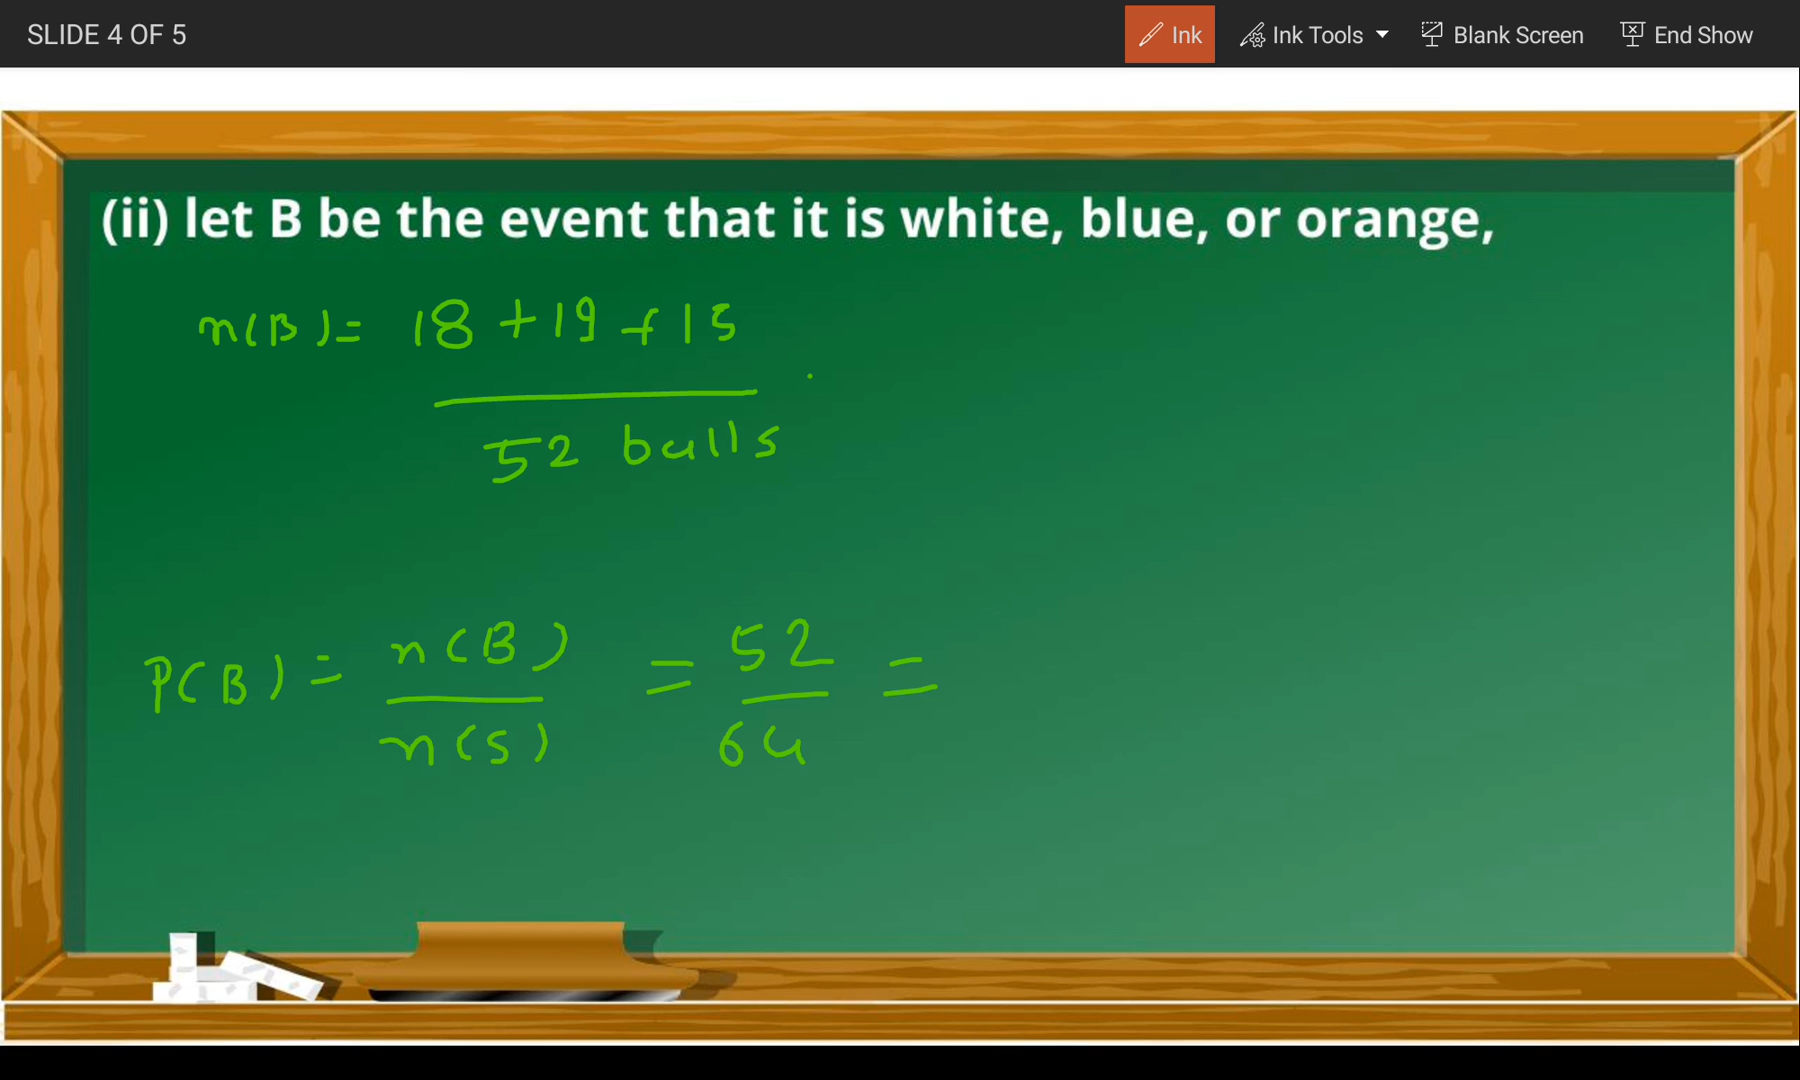 SLIDE 4 OF 5
Ink
Ink Tools
Blank Screen
End Show
(ii) let B be the event that it is white, blue, or orange,
n(B) = 18 + 19 + 15
52 balls
P(B) = n(B) / n(S) = 52 / 64 =